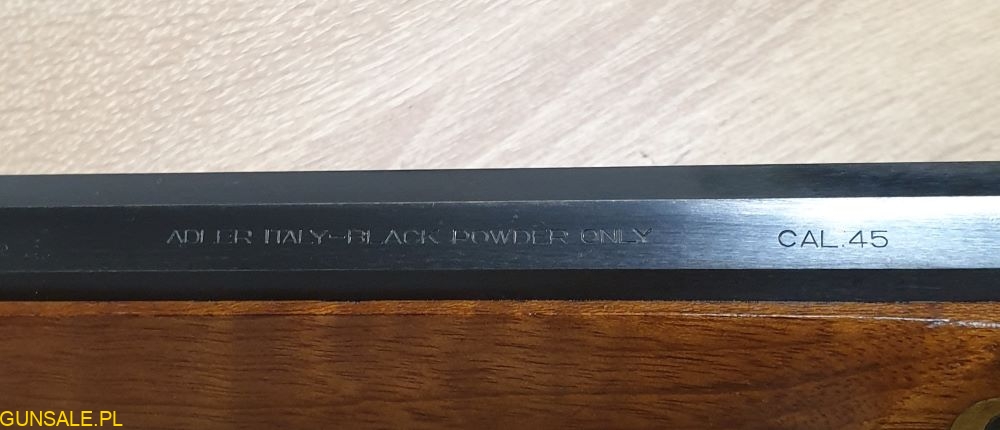 ADLER ITALY-BLACK POWDER ONLY CAL.45
GUNSALE.PL